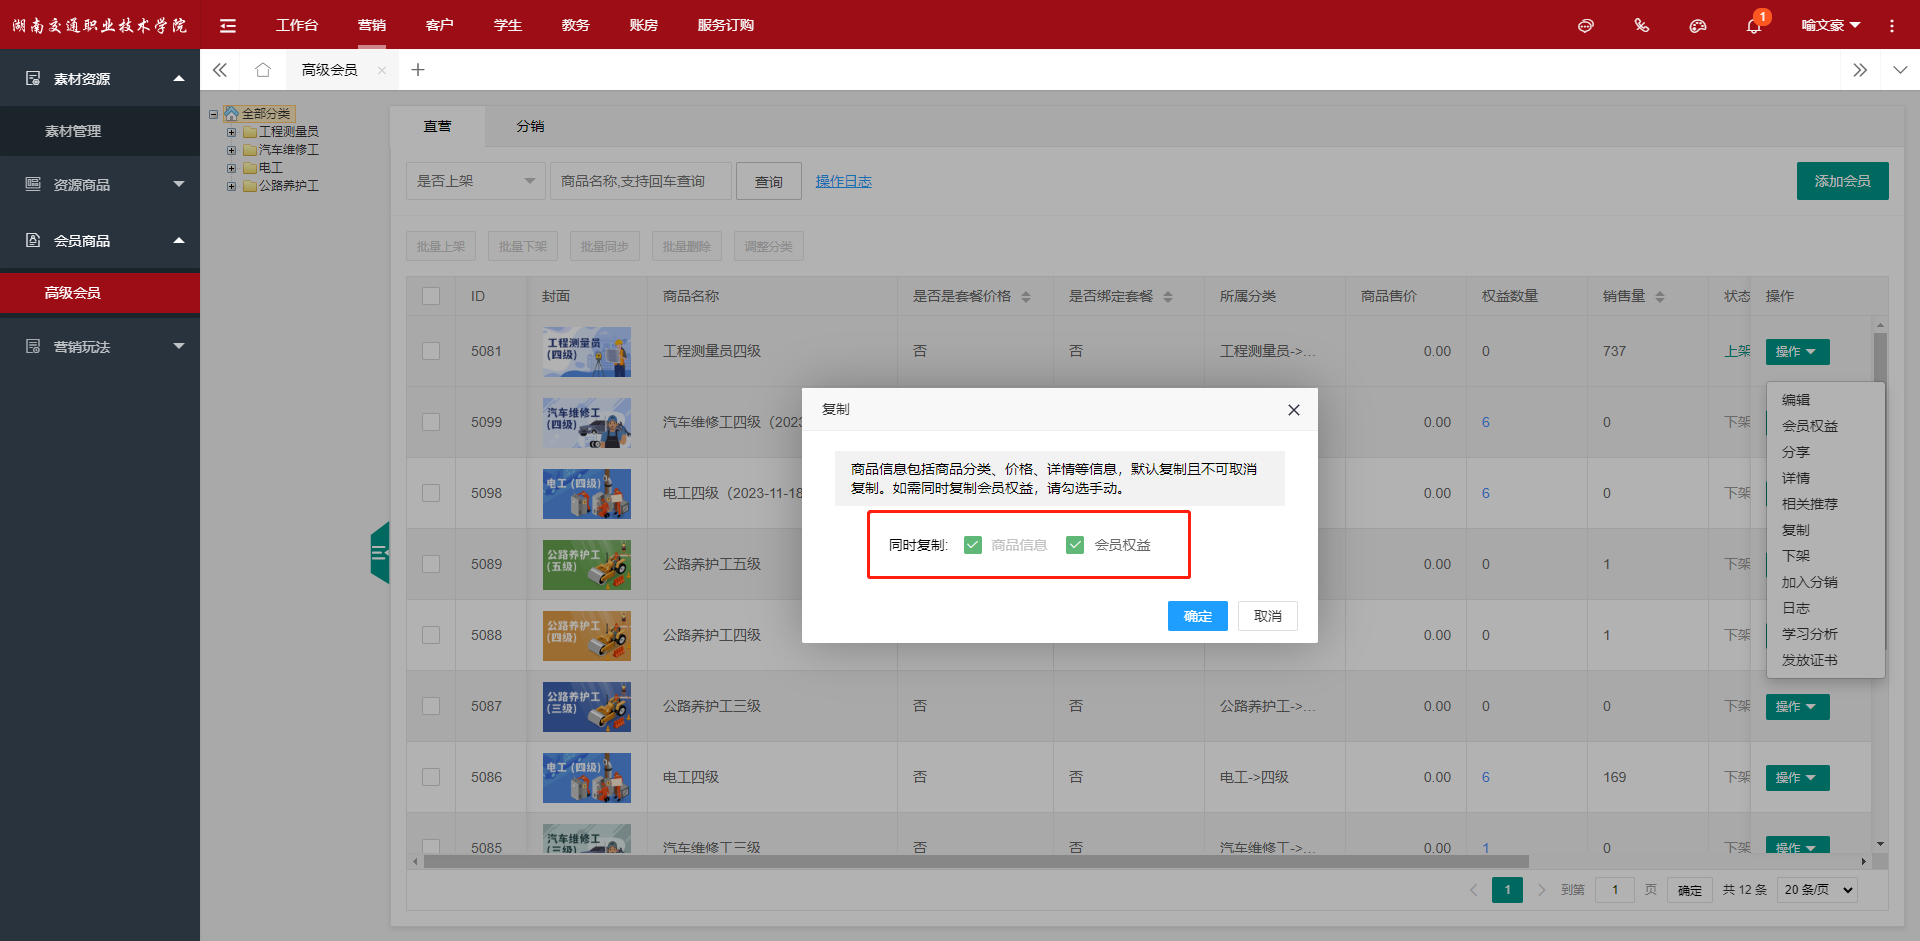 湖南交通职业技术学院
工作台 营销 客户 学生 教务 账房 服务订购
1
喻文豪
素材资源
素材管理
资源商品
会员商品
高级会员
营销玩法
高级会员
全部分类
工程测量员
汽车维修工
电工
公路养护工
直营 分销
是否上架 商品名称,支持回车查询 查询 操作日志 添加会员
批量上架 批量下架 批量同步 批量删除 调整分类
ID 封面 商品名称 是否是套餐价格 是否绑定套餐 所属分类 商品售价 权益数量 销售量 状态 操作
5081 工程测量员 (四级) 工程测量员四级 否 否 工程测量员->... 0.00 0 737 上架 操作
5099 汽车维修工 (四级) 汽车维修工四级（2023 0.00 6 0 下架
5098 电工 (四级) 电工四级（2023-11-18 0.00 6 0 下架
5089 公路养护工 (五级) 公路养护工五级 0.00 0 1 下架
5088 公路养护工 (四级) 公路养护工四级 0.00 0 1 下架
5087 公路养护工 (三级) 公路养护工三级 否 否 公路养护工->... 0.00 0 0 下架 操作
5086 电工 (四级) 电工四级 否 否 电工->四级 0.00 6 169 下架 操作
5085 汽车维修工 (三级) 汽车维修工三级 否 否 汽车维修工->... 0.00 1 0 下架 操作
编辑
会员权益
分享
详情
相关推荐
复制
下架
加入分销
日志
学习分析
发放证书
复制
商品信息包括商品分类、价格、详情等信息，默认复制且不可取消
复制。如需同时复制会员权益，请勾选手动。
同时复制: 商品信息 会员权益
确定 取消
1 到第 1 页 确定 共 12 条 20 条/页